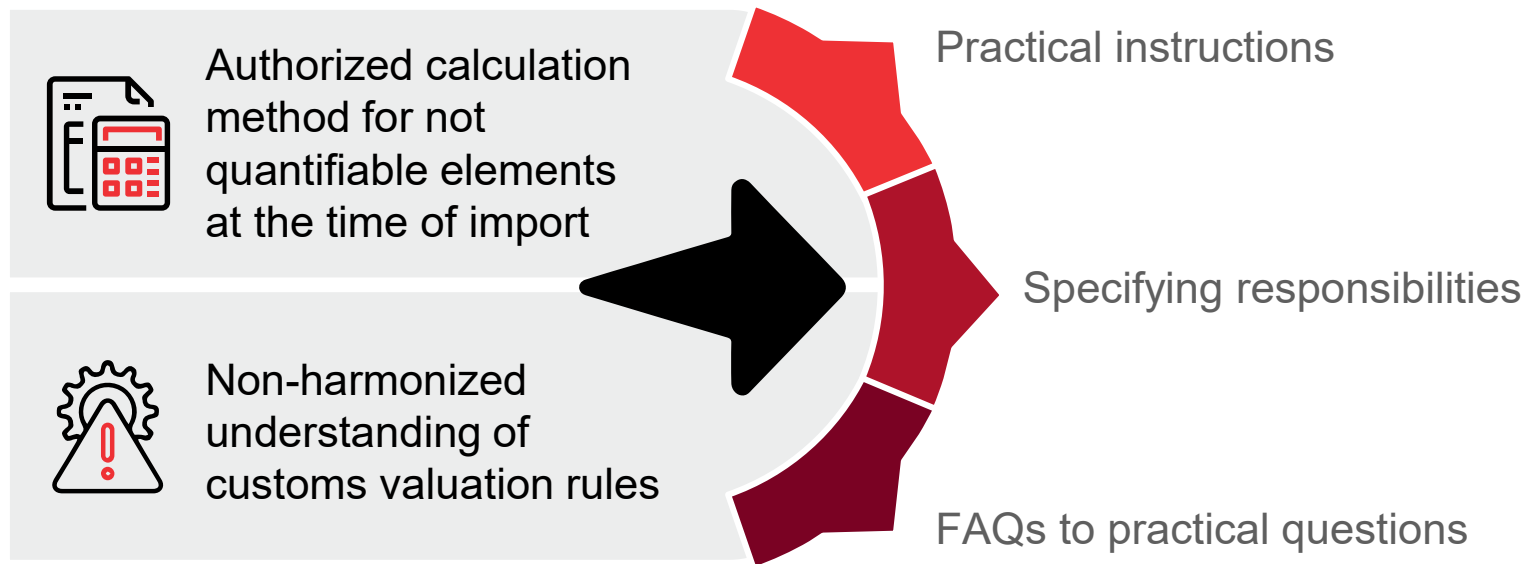 Authorized calculation
method for not
quantifiable elements
at the time of import
Non-harmonized
understanding of
customs valuation rules
Practical instructions
Specifying responsibilities
FAQs to practical questions